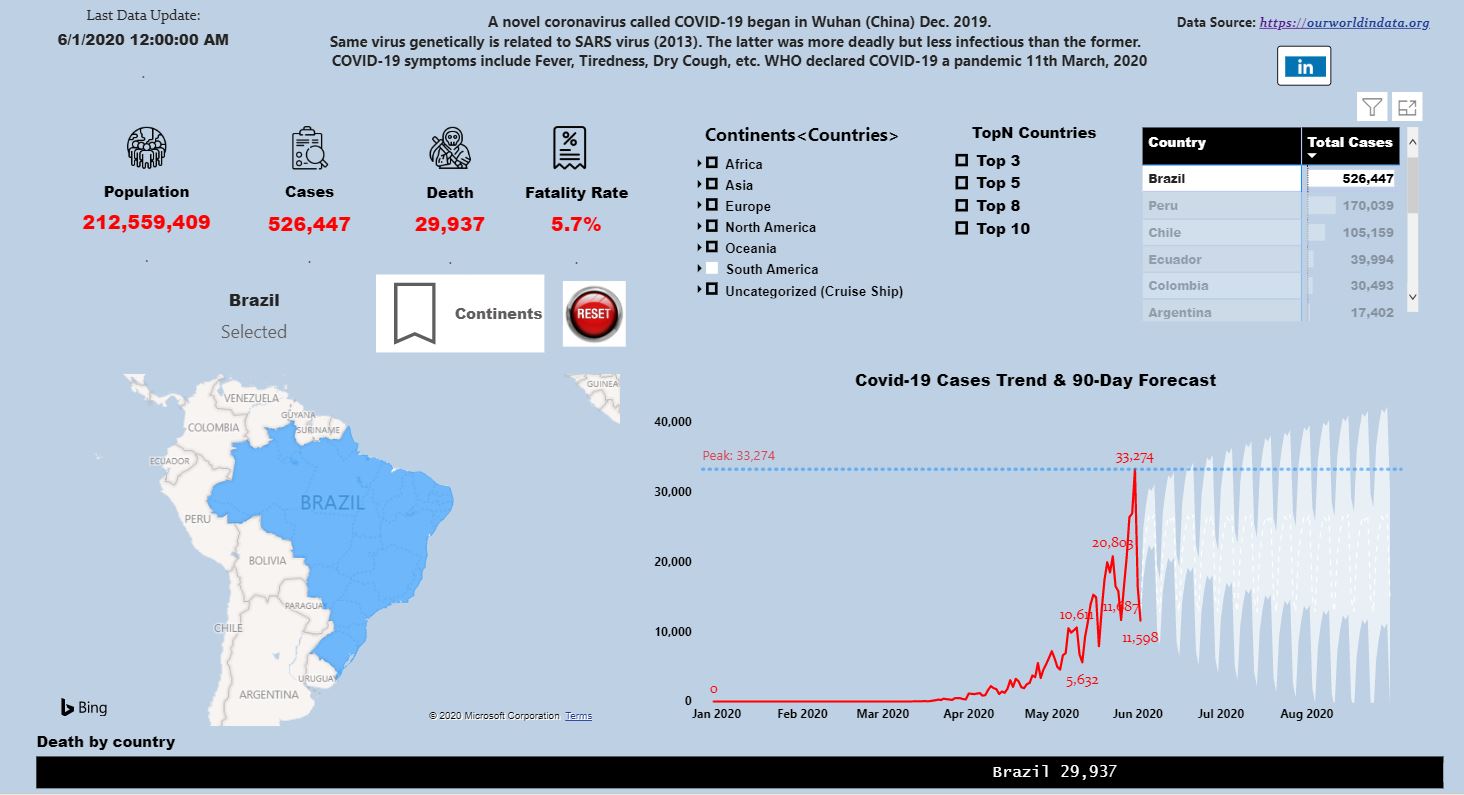 Last Data Update:
6/1/2020 12:00:00 AM
A novel coronavirus called COVID-19 began in Wuhan (China) Dec. 2019.
Same virus genetically is related to SARS virus (2013). The latter was more deadly but less infectious than the former.
COVID-19 symptoms include Fever, Tiredness, Dry Cough, etc. WHO declared COVID-19 a pandemic 11th March, 2020
Data Source: https://ourworldindata.org
in
Population
212,559,409
Cases
526,447
Death
29,937
%
Fatality Rate
5.7%
Continents<Countries>
Africa
Asia
Europe
North America
Oceania
South America
Uncategorized (Cruise Ship)
TopN Countries
Top 3
Top 5
Top 8
Top 10
Country Total Cases
Brazil 526,447
Peru 170,039
Chile 105,159
Ecuador 39,994
Colombia 30,493
Argentina 17,402
Brazil
Selected
Continents
RESET
VENEZUELA
GUYANA
SURINAME
COLOMBIA
ECUADOR
GUINEA
BRAZIL
PERU
BOLIVIA
PARAGUAY
CHILE
URUGUAY
ARGENTINA
Bing
© 2020 Microsoft Corporation Terms
Covid-19 Cases Trend & 90-Day Forecast
40,000
Peak: 33,274
33,274
30,000
20,803
20,000
10,611
11,687
10,000
11,598
5,632
0
0
Jan 2020 Feb 2020 Mar 2020 Apr 2020 May 2020 Jun 2020 Jul 2020 Aug 2020
Death by country
Brazil 29,937